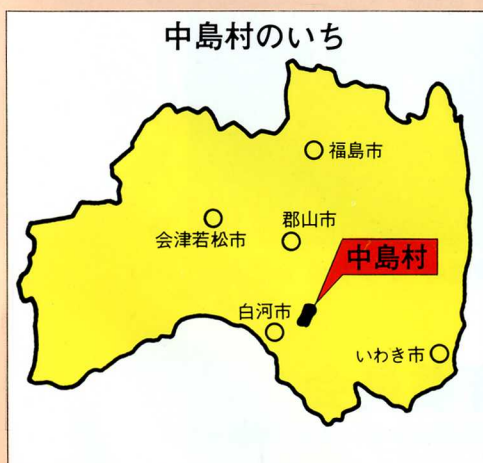 中島村のいち
福島市
会津若松市
郡山市
中島村
白河市
いわき市